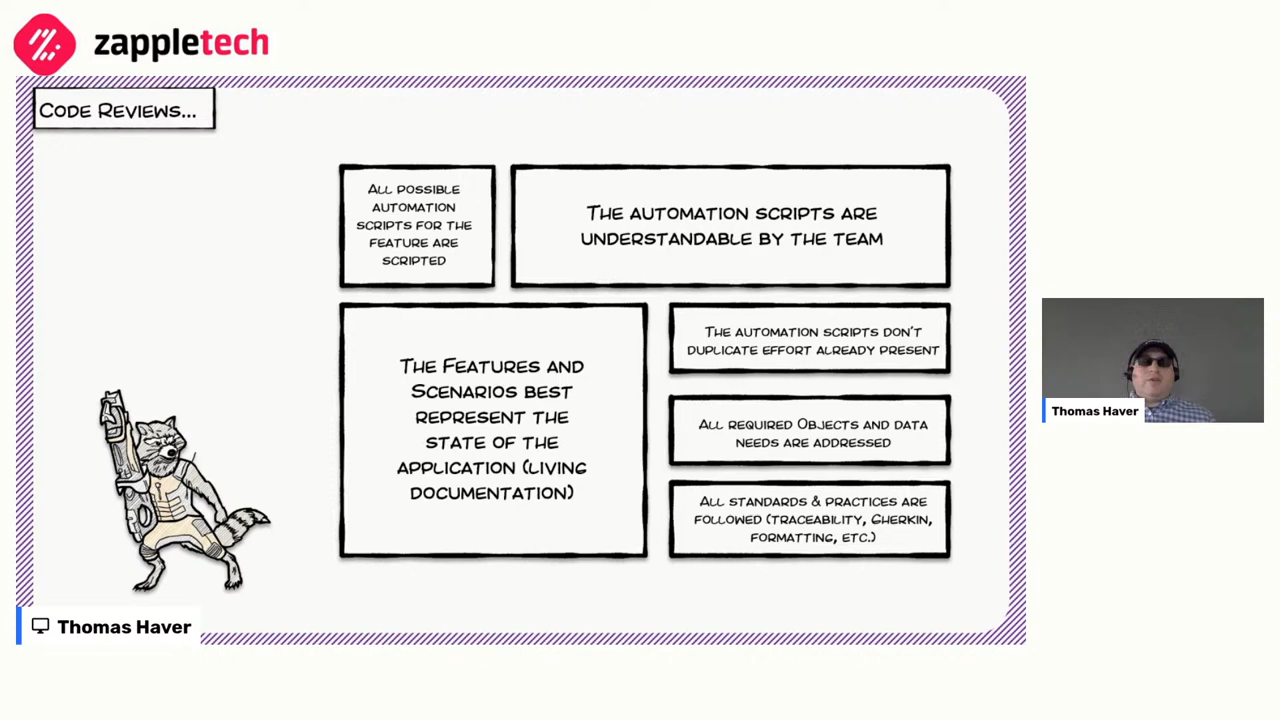 zappletech
Code Reviews...
All possible
automation
scripts for the
feature are
scripted
The automation scripts are
understandable by the team
The Features and
Scenarios best
represent the
state of the
application (living
documentation)
The automation scripts don't
duplicate effort already present
All required Objects and data
needs are addressed
All standards & practices are
followed (traceability, Gherkin,
formatting, etc.)
Thomas Haver
Thomas Haver